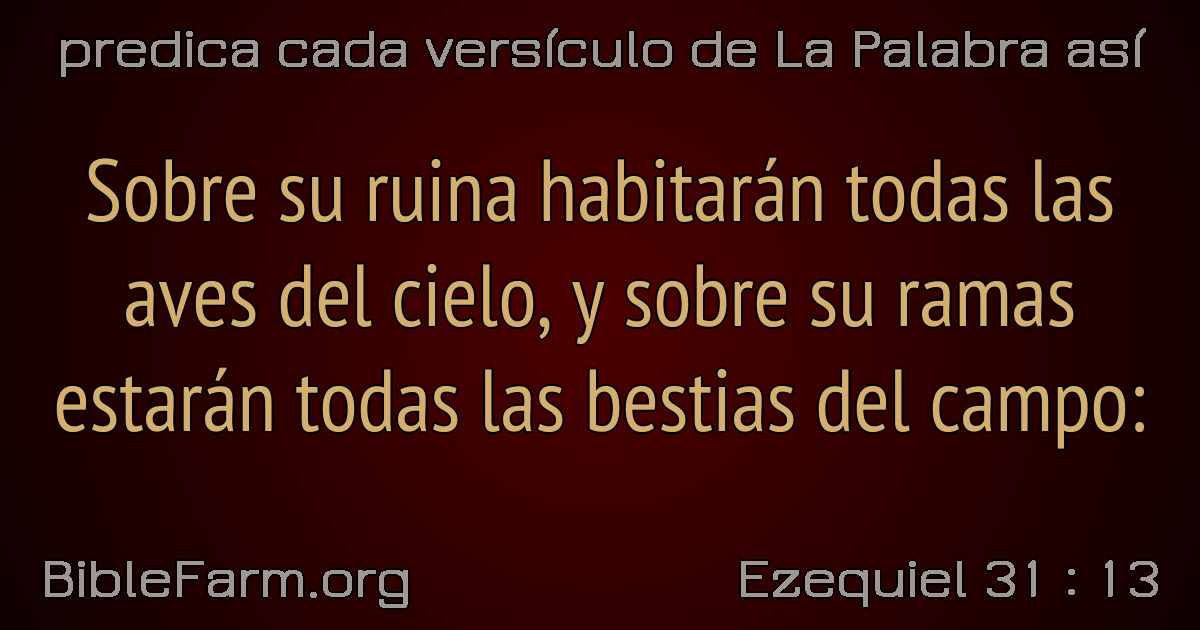 predica cada versículo de La Palabra así
Sobre su ruina habitarán todas las
aves del cielo, y sobre su ramas
estarán todas las bestias del campo:
BibleFarm.org
Ezequiel 31 : 13